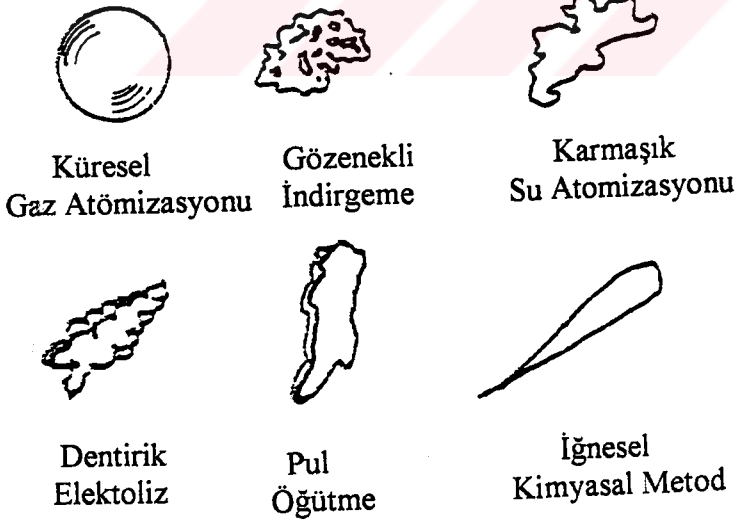 Küresel
Gaz Atömizasyonu
Gözenekli
İndirgeme
Karmaşık
Su Atomizasyonu
Dentirik
Elektoliz
Pul
Öğütme
İğnesel
Kimyasal Metod